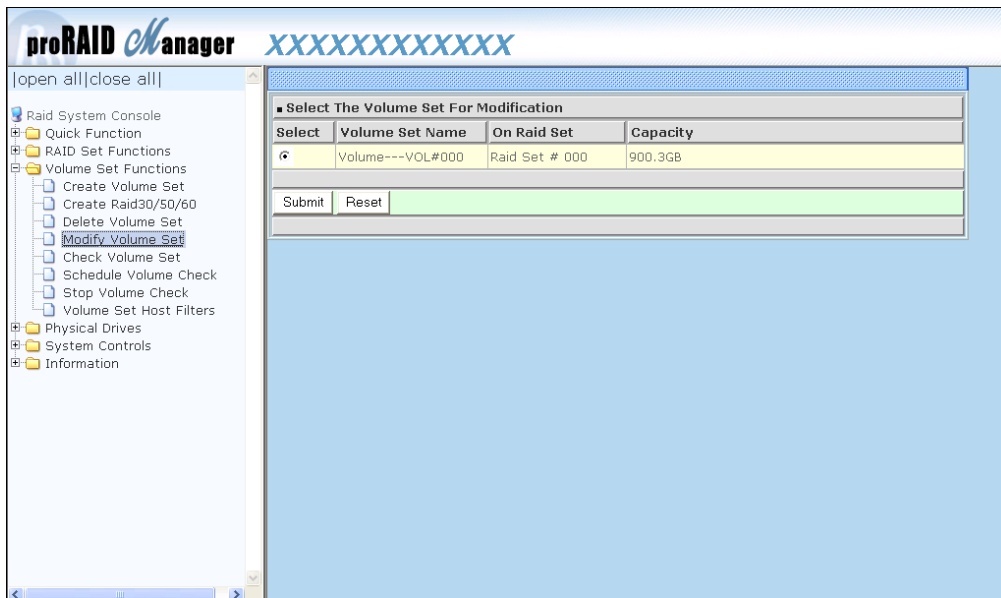 proRAID Manager XXXXXXXXXXXX
|open all|close all|
Raid System Console
Quick Function
RAID Set Functions
Volume Set Functions
Create Volume Set
Create Raid30/50/60
Delete Volume Set
Modify Volume Set
Check Volume Set
Schedule Volume Check
Stop Volume Check
Volume Set Host Filters
Physical Drives
System Controls
Information
Select The Volume Set For Modification
Select Volume Set Name On Raid Set Capacity
Volume---VOL#000 Raid Set # 000 900.3GB
Submit Reset